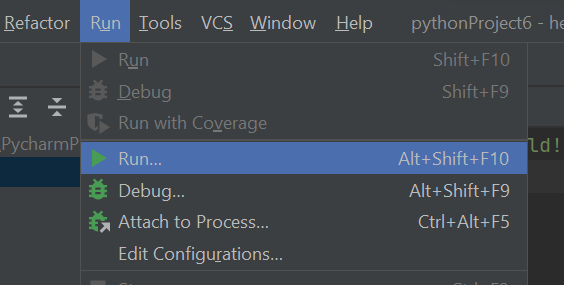 Refactor Run Tools VCS Window Help pythonProject6 - he
Run Shift+F10
Debug Shift+F9
Run with Coverage
_PycharmP
ld!
Run... Alt+Shift+F10
Debug... Alt+Shift+F9
Attach to Process... Ctrl+Alt+F5
Edit Configurations...